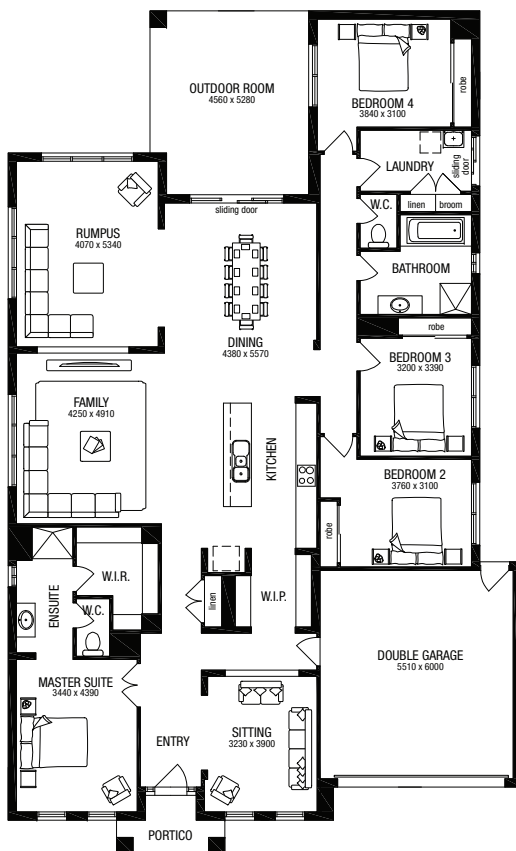 OUTDOOR ROOM
4560 x 5280
BEDROOM 4
3840 x 3100
robe
LAUNDRY
sliding
door
W.C.
linen
broom
sliding door
RUMPUS
4070 x 5340
BATHROOM
DINING
4380 x 5570
robe
BEDROOM 3
3200 x 3390
FAMILY
4250 x 4910
KITCHEN
BEDROOM 2
3760 x 3100
robe
W.I.R.
ENSUITE
W.C.
linen
W.I.P.
DOUBLE GARAGE
5510 x 6000
MASTER SUITE
3440 x 4390
ENTRY
SITTING
3230 x 3900
PORTICO